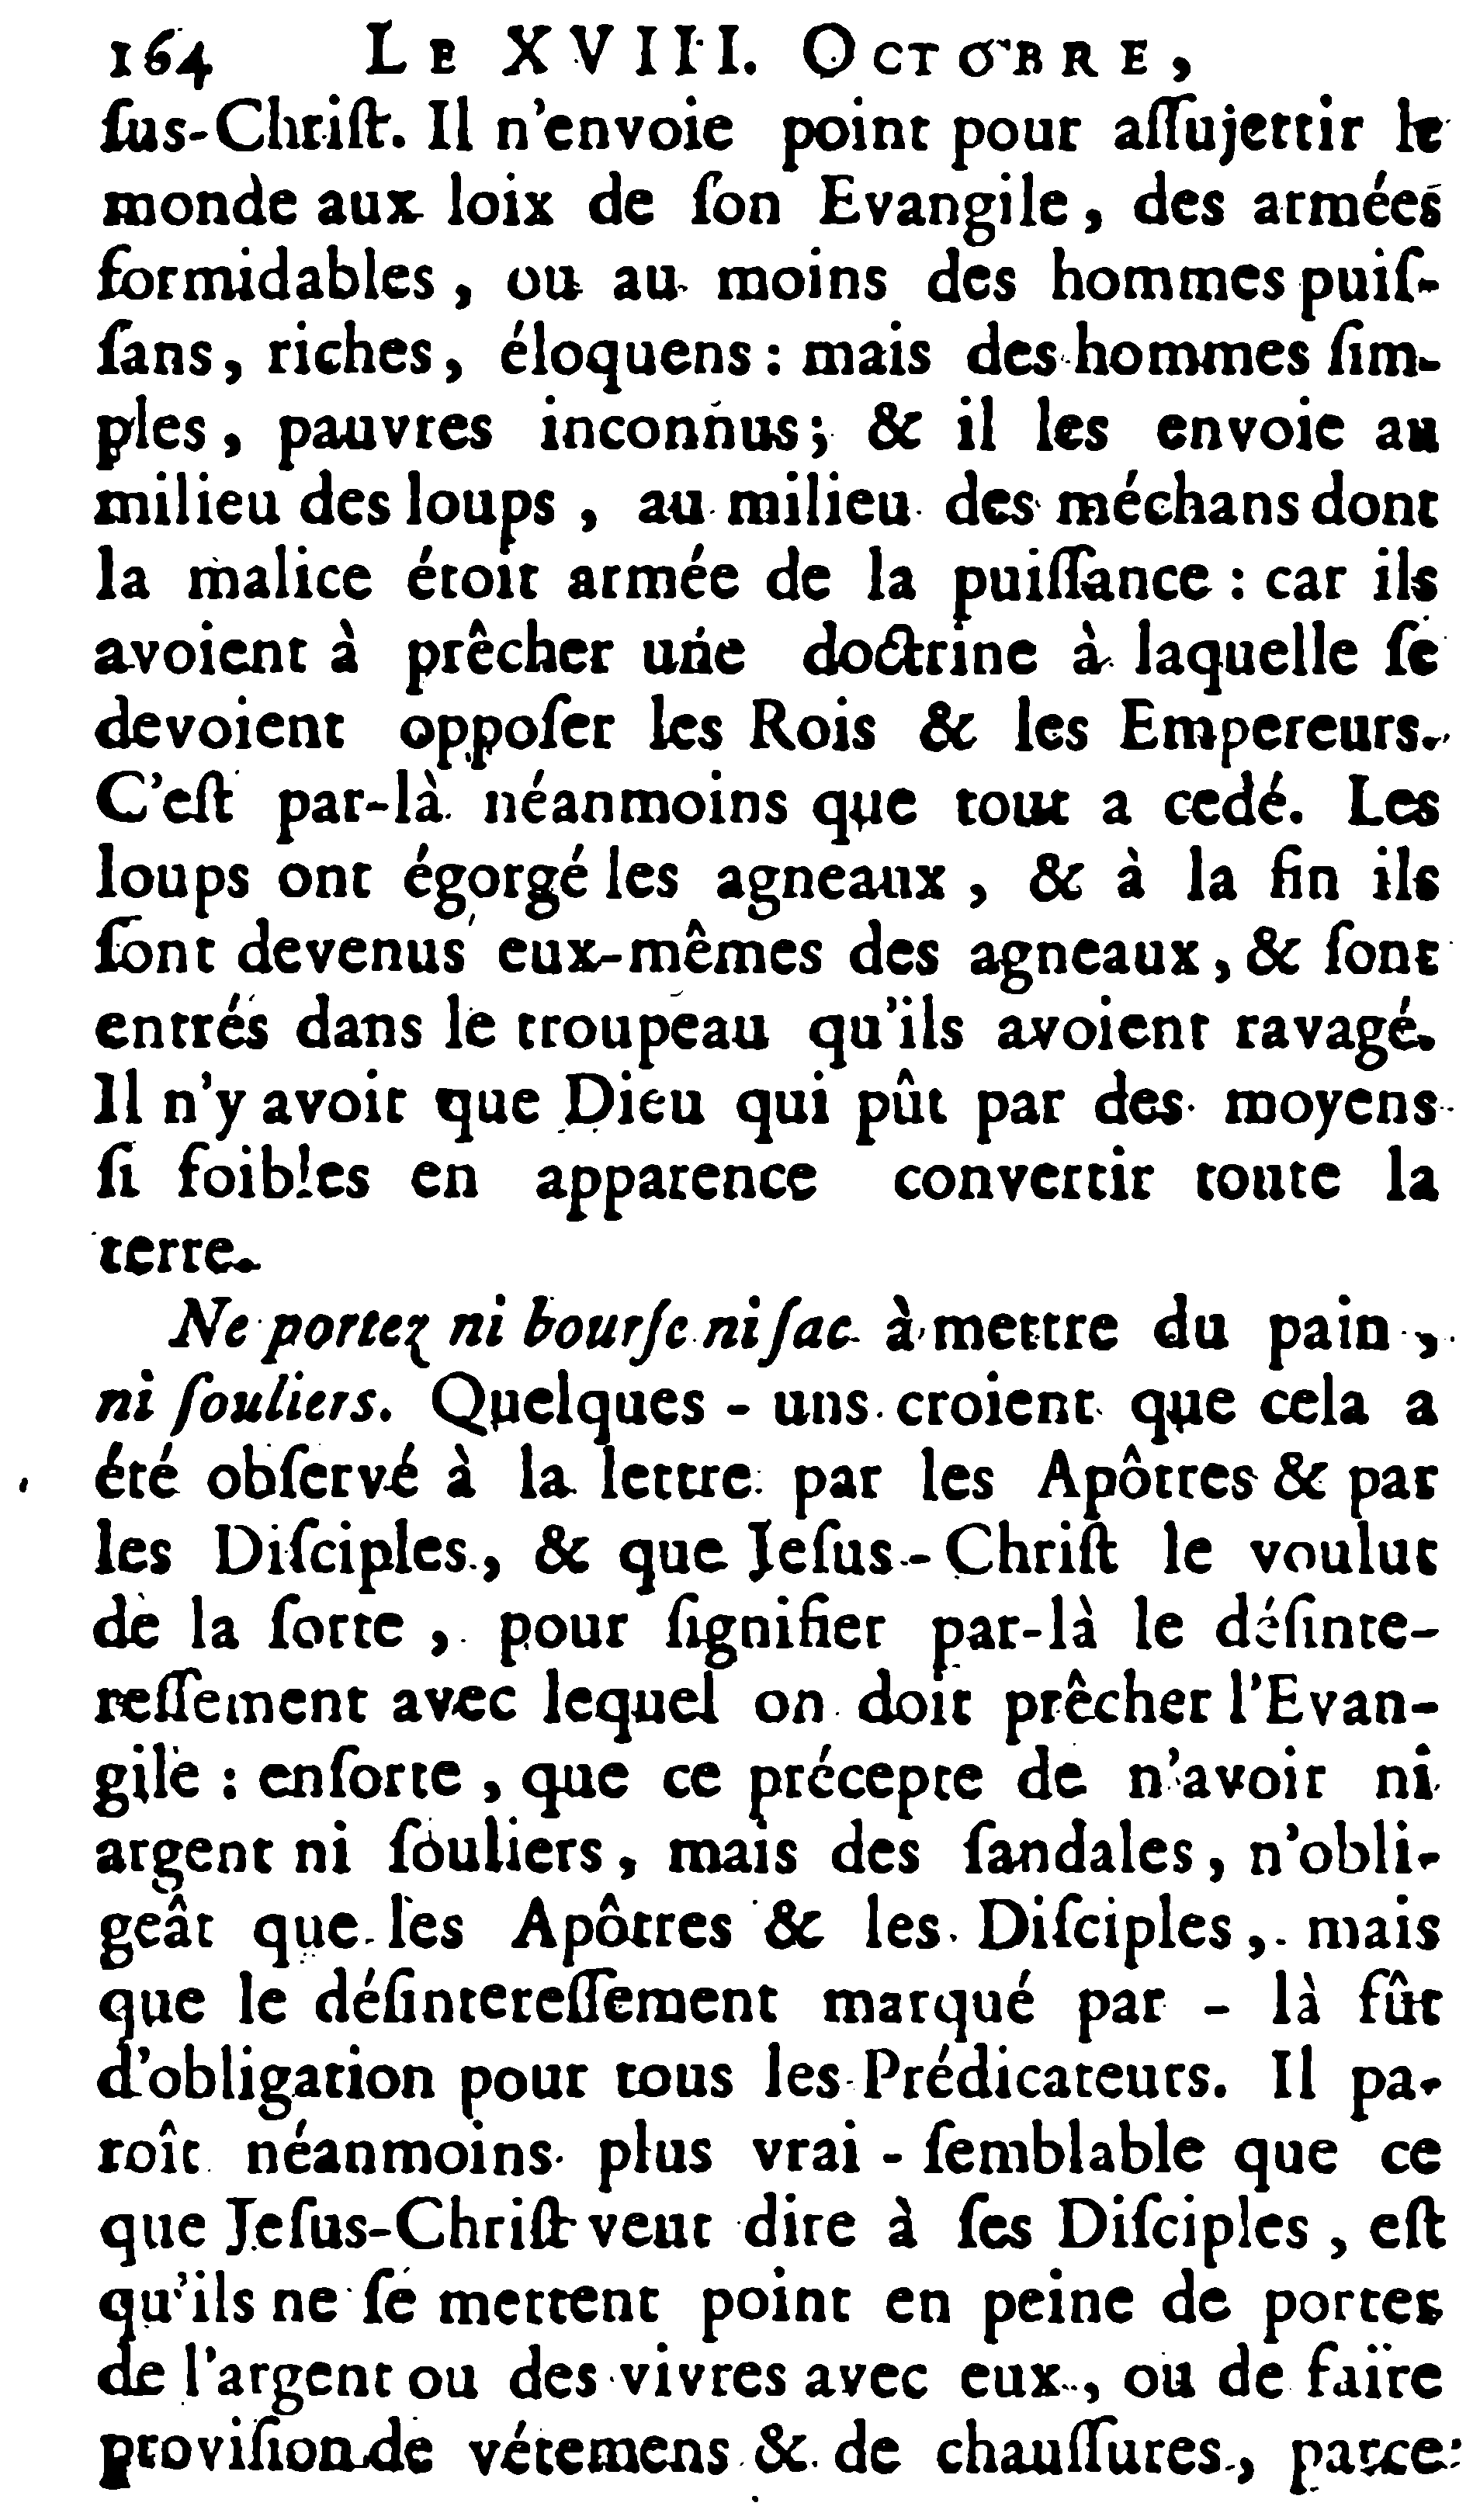 164 LE XVIII. OCTOBRE,
ſus-Chriſt. Il n'envoie point pour aſſujettir le
monde aux loix de ſon Evangile, des armées
formidables, ou au moins des hommes puiſ-
ſans, riches, éloquens : mais des hommes ſim-
ples, pauvres inconnus; & il les envoie au
milieu des loups, au milieu des méchans dont
la malice étoit armée de la puiſſance : car ils
avoient à prêcher une doctrine à laquelle ſe
devoient oppoſer les Rois & les Empereurs.
C'eſt par-là néanmoins que tout a cedé. Les
loups ont égorgé les agneaux, & à la fin ils
ſont devenus eux-mêmes des agneaux, & ſont
entrés dans le troupeau qu'ils avoient ravagé.
Il n'y avoit que Dieu qui pût par des moyens
ſi foibles en apparence convertir toute la
terre.
Ne portez ni bourſe ni ſac à mettre du pain,
ni ſouliers. Quelques-uns croient que cela a
été obſervé à la lettre par les Apôtres & par
les Diſciples, & que Jeſus-Chriſt le voulut
de la ſorte, pour ſignifier par-là le déſinte-
reſſement avec lequel on doit prêcher l'Evan-
gile : enſorte, que ce précepte de n'avoir ni
argent ni ſouliers, mais des ſandales, n'obli-
geât que les Apôtres & les Diſciples, mais
que le déſintereſſement marqué par-là fût
d'obligation pour tous les Prédicateurs. Il pa-
roît néanmoins plus vrai-ſemblable que ce
que Jeſus-Chriſt veut dire à ſes Diſciples, eſt
qu'ils ne ſe mettent point en peine de porter
de l'argent ou des vivres avec eux, ou de faire
proviſion de vétemens & de chauſſures, parce